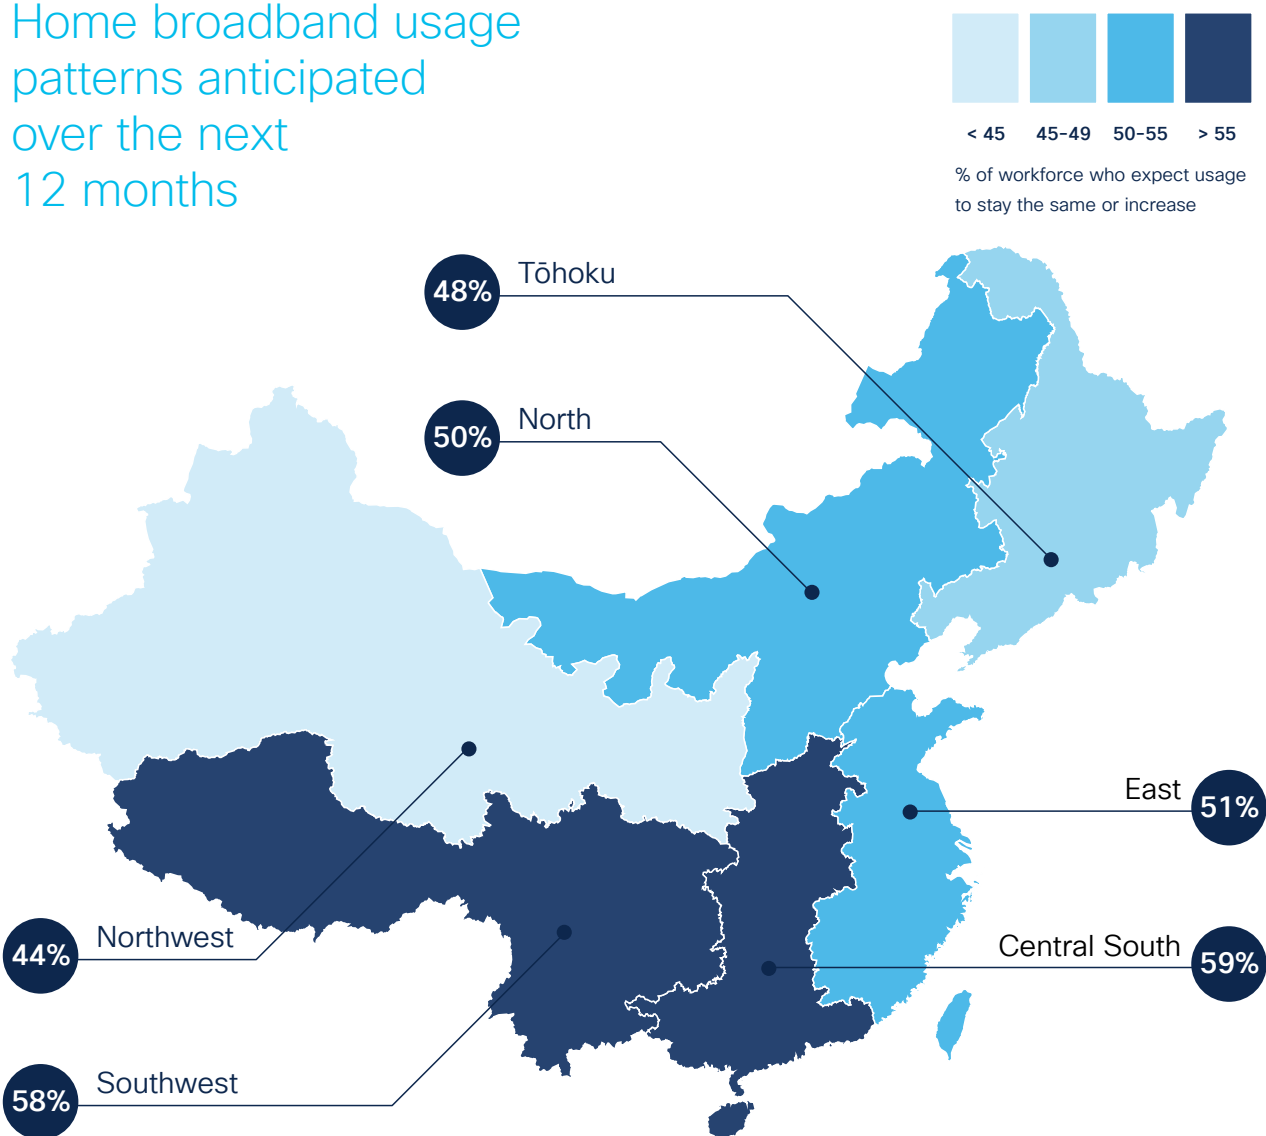 Home broadband usage
patterns anticipated
over the next
12 months
< 45
45-49
50-55
> 55
% of workforce who expect usage
to stay the same or increase
48%
Tōhoku
50%
North
East
51%
44%
Northwest
Central South
59%
58%
Southwest